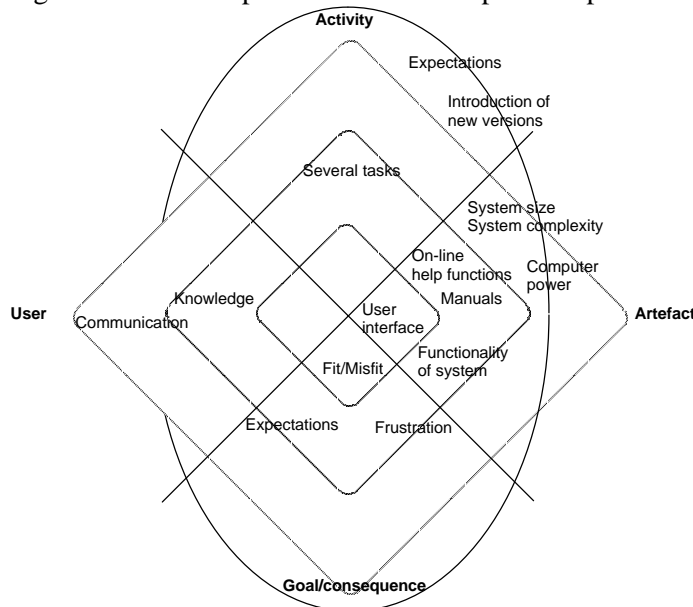 Activity
Expectations
Introduction of
new versions
Several tasks
System size
System complexity
On-line
help functions
Computer
power
Knowledge
Manuals
User
Communication
User
interface
Artefact
Fit/Misfit
Functionality
of system
Expectations
Frustration
Goal/consequence